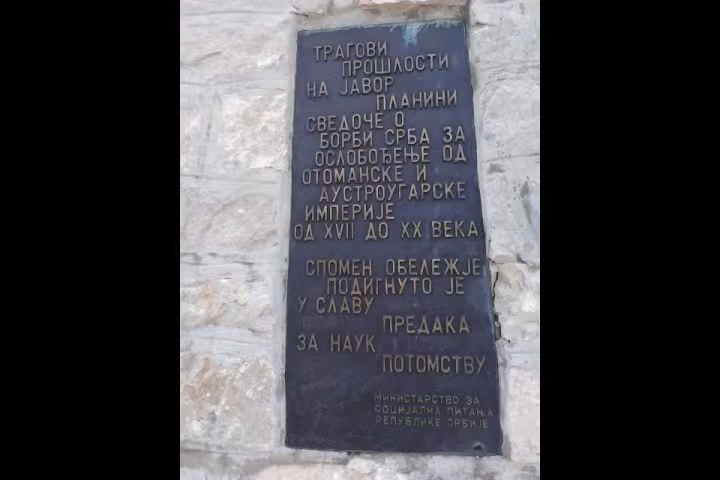 ТРАГОВИ
ПРОШЛОСТИ
НА ЈАВОР
ПЛАНИНИ
СВЕДОЧЕ О
БОРБИ СРБА ЗА
ОСЛОБОЂЕЊЕ ОД
ОТОМАНСКЕ И
АУСТРОУГАРСКЕ
ИМПЕРИЈЕ
ОД XVII ДО XX ВЕКА
СПОМЕН ОБЕЛЕЖЈЕ
ПОДИГНУТО ЈЕ
У СЛАВУ
ПРЕДАКА
ЗА НАУК
ПОТОМСТВУ
МИНИСТАРСТВО ЗА
СОЦИЈАЛНА ПИТАЊА
РЕПУБЛИКЕ СРБИЈЕ